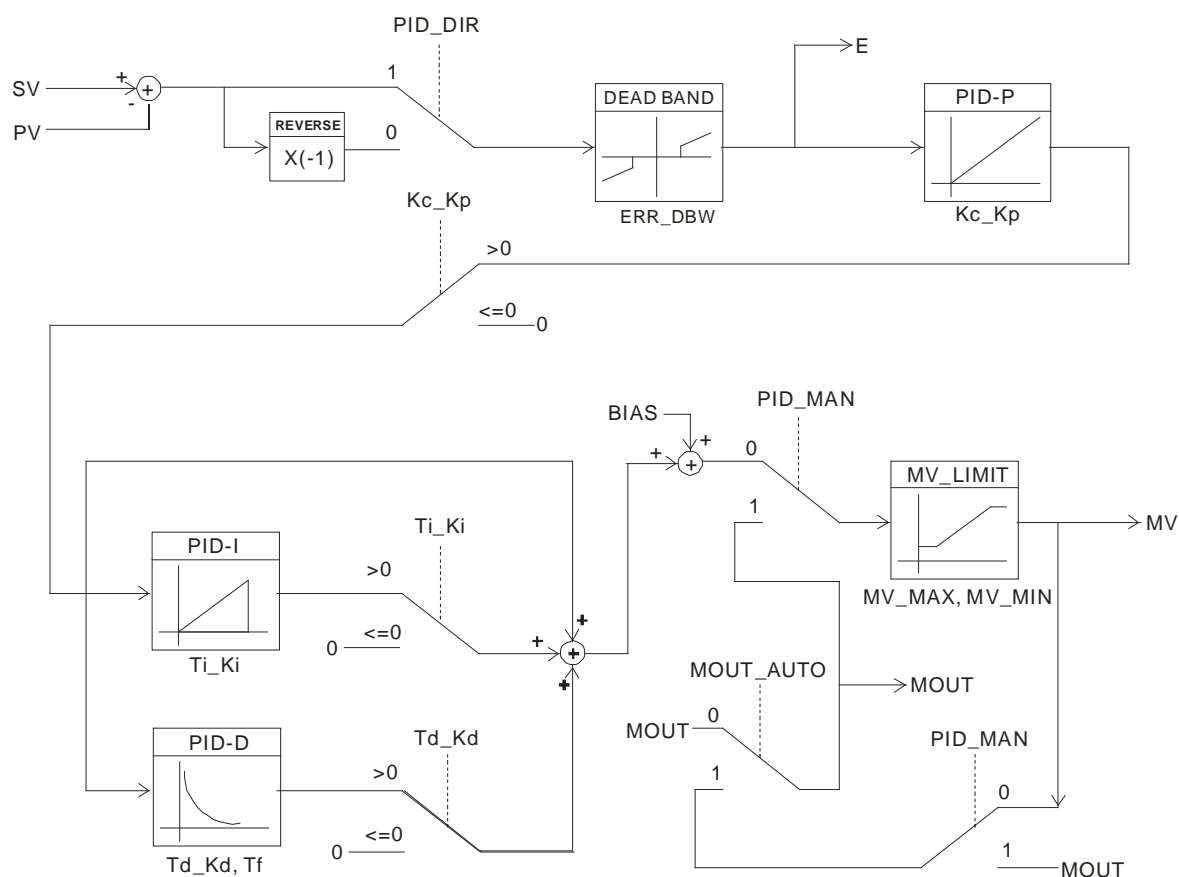 PID_DIR
E
SV
+
+
-
PV
1
REVERSE
X(-1)
0
DEAD BAND
ERR_DBW
PID-P
Kc_Kp
Kc_Kp
>0
<=0
0
BIAS
+
+
+
PID_MAN
0
1
MV_LIMIT
MV
MV_MAX, MV_MIN
PID-I
Ti_Ki
Ti_Ki
>0
0
<=0
+
+
+
+
MOUT_AUTO
MOUT
MOUT
0
1
PID_MAN
0
1
MOUT
PID-D
Td_Kd, Tf
Td_Kd
>0
0
<=0